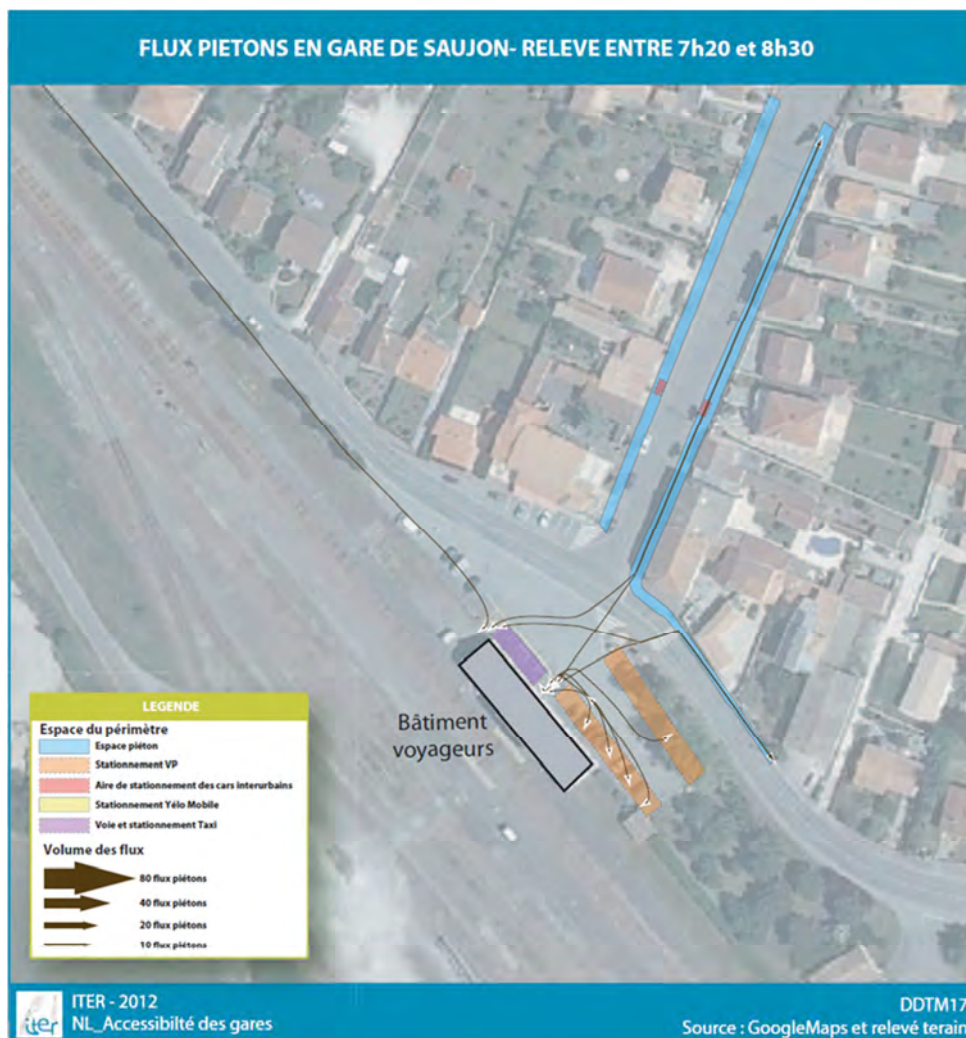 FLUX PIETONS EN GARE DE SAUJON- RELEVE ENTRE 7h20 et 8h30
Bâtiment
voyageurs
LEGENDE
Espace du périmètre
Espace piéton
Stationnement VP
Aire de stationnement des cars interurbains
Stationnement Yélo Mobile
Voie et stationnement Taxi
Volume des flux
80 flux piétons
40 flux piétons
20 flux piétons
10 flux piétons
iter
ITER - 2012
NL_Accessibilté des gares
DDTM17
Source : GoogleMaps et relevé terain